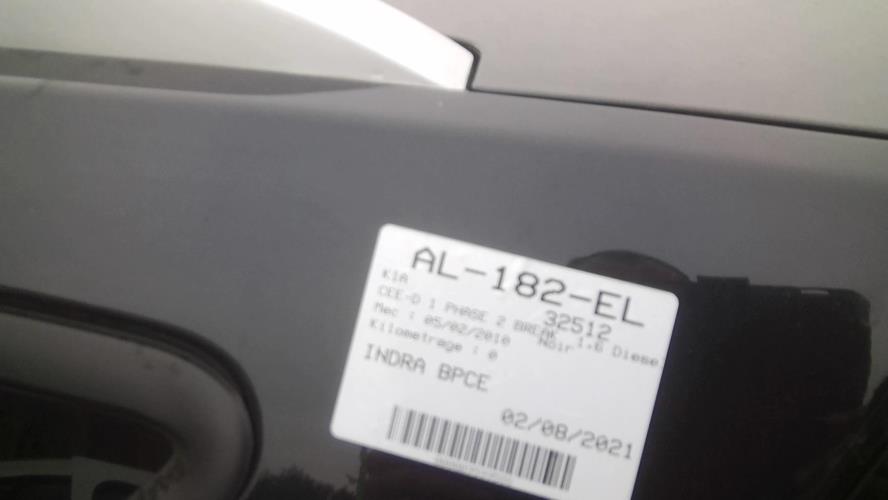 AL-182-EL
32512
KIA
CEE-D 1 PHASE 2 BREAK 1.6 Diese
Mec : 05/02/2010 Noir
Kilometrage : 0
INDRA BPCE
02/08/2021